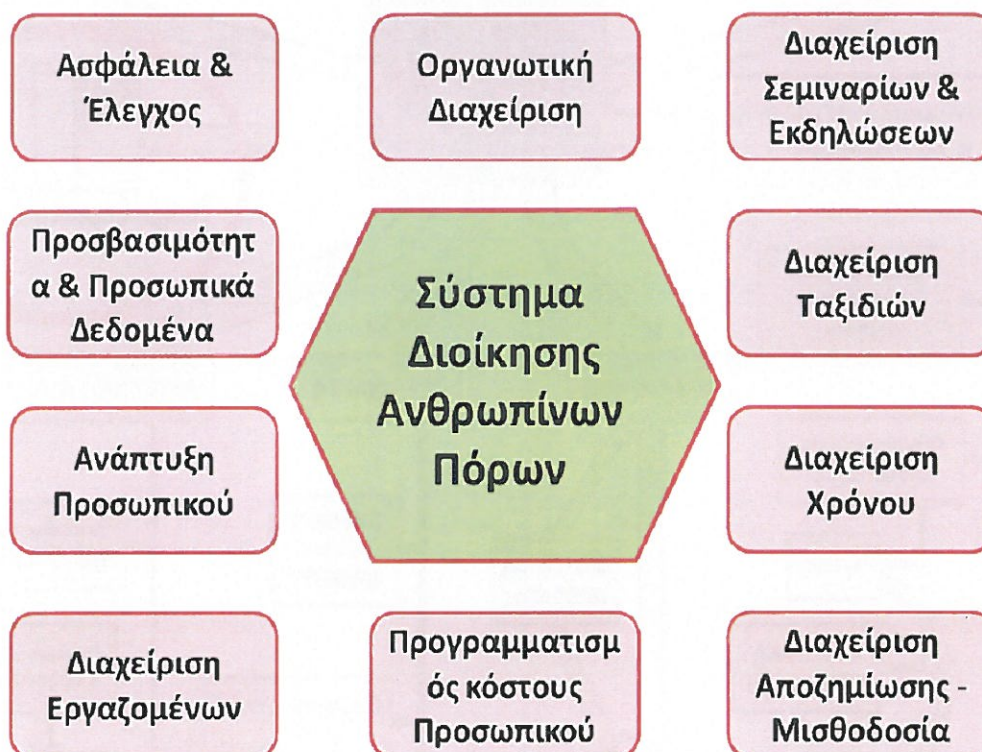 Ασφάλεια &
Έλεγχος
Οργανωτική
Διαχείριση
Διαχείριση
Σεμιναρίων &
Εκδηλώσεων
Προσβασιμότητ
α & Προσωπικά
Δεδομένα
Σύστημα
Διοίκησης
Ανθρωπίνων
Πόρων
Διαχείριση
Ταξιδιών
Ανάπτυξη
Προσωπικού
Διαχείριση
Χρόνου
Διαχείριση
Εργαζομένων
Προγραμματισμ
ός κόστους
Προσωπικού
Διαχείριση
Αποζημίωσης -
Μισθοδοσία